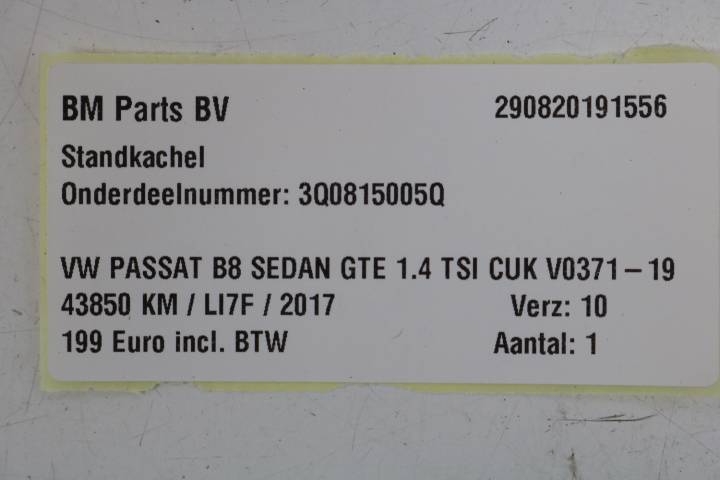 BM Parts BV 290820191556
Standkachel
Onderdeelnummer: 3Q0815005Q
VW PASSAT B8 SEDAN GTE 1.4 TSI CUK V0371-19
43850 KM / LI7F / 2017 Verz: 10
199 Euro incl. BTW Aantal: 1